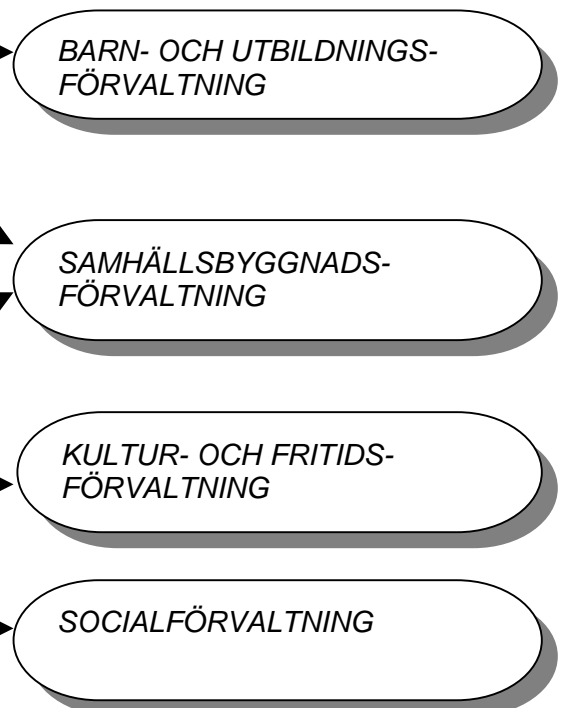 BARN- OCH UTBILDNINGS-
FÖRVALTNING
SAMHÄLLSBYGGNADS-
FÖRVALTNING
KULTUR- OCH FRITIDS-
FÖRVALTNING
SOCIALFÖRVALTNING